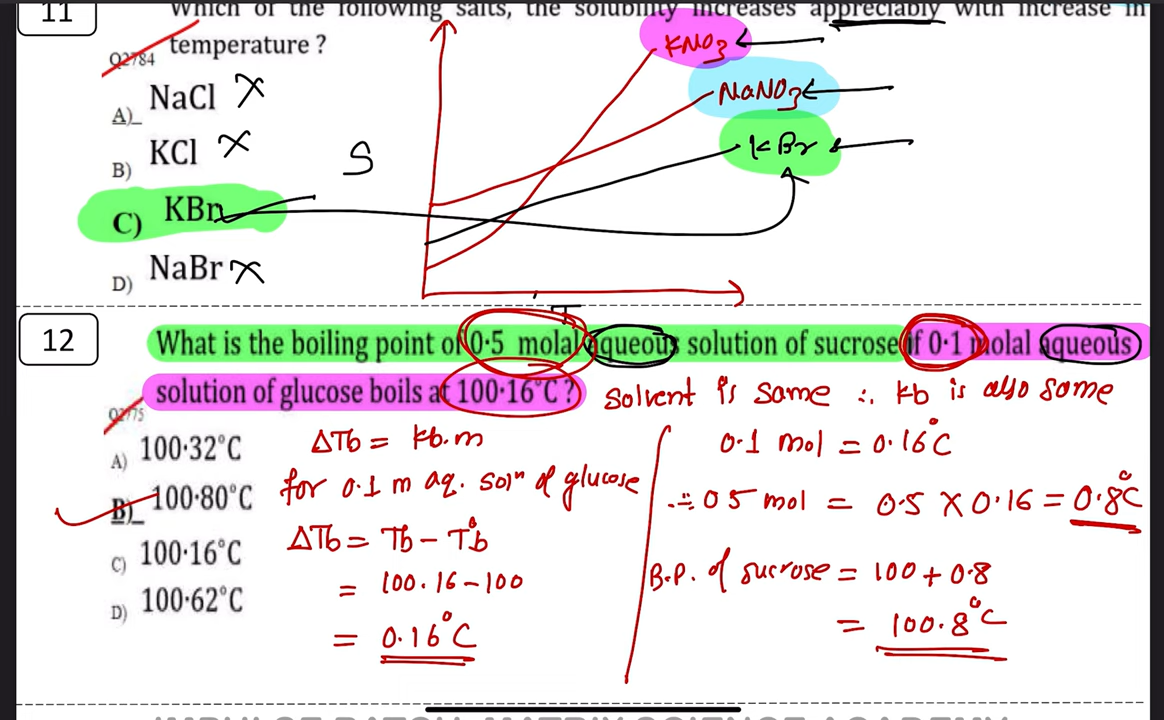 11
Which of the following salts, the solubility increases appreciably with increase in
temperature ?
Q2784
A) NaCl ×
B) KCl ×
C) KBr
D) NaBr ×
S
T
KNO3
NaNO3
KBr
12
What is the boiling point of 0·5 molal aqueous solution of sucrose if 0·1 molal aqueous
solution of glucose boils at 100·16°C ?
Solvent is same ∴ kb is also same
A) 100·32°C
B) 100·80°C
C) 100·16°C
D) 100·62°C
ΔTb = kb.m
for 0.1 m aq. soln of glucose
ΔTb = Tb - T°b
= 100.16 - 100
= 0.16°C
0.1 mol = 0.16°C
∴ 0.5 mol = 0.5 × 0.16 = 0.8°C
B.P. of sucrose = 100 + 0.8
= 100.8°C